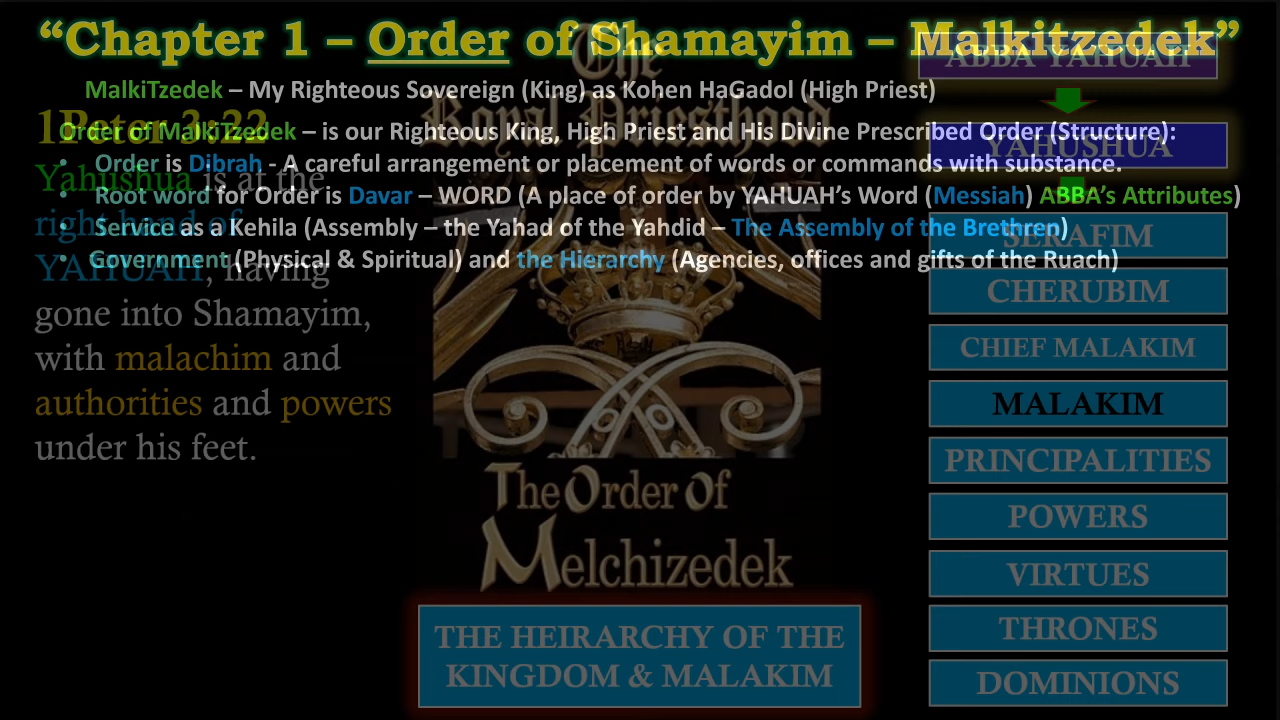 “Chapter 1 – Order of Shamayim – Malkitzedek”
MalkiTzedek – My Righteous Sovereign (King) as Kohen HaGadol (High Priest)
Order of MalkiTzedek – is our Righteous King, High Priest and His Divine Prescribed Order (Structure):
• Order is Dibrah - A careful arrangement or placement of words or commands with substance.
• Root word for Order is Davar – WORD (A place of order by YAHUAH’s Word (Messiah) ABBA’s Attributes)
• Service as a Kehila (Assembly – the Yahad of the Yahdid – The Assembly of the Brethren)
• Government (Physical & Spiritual) and the Hierarchy (Agencies, offices and gifts of the Ruach)
1Peter 3:22
Yahushua is at the
right hand of
YAHUAH, having
gone into Shamayim,
with malachim and
authorities and powers
under his feet.
The
Royal Priesthood
The Order Of
Melchizedek
THE HEIRARCHY OF THE
KINGDOM & MALAKIM
ABBA YAHUAH
YAHUSHUA
SERAFIM
CHERUBIM
CHIEF MALAKIM
MALAKIM
PRINCIPALITIES
POWERS
VIRTUES
THRONES
DOMINIONS